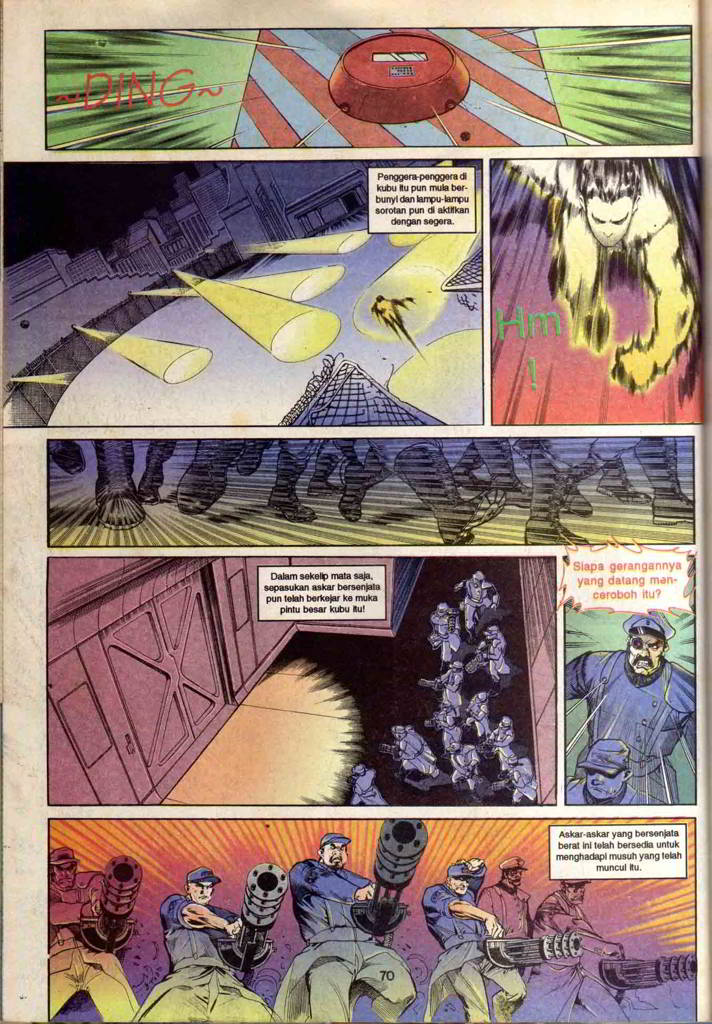 ~DING~
Penggera-penggera di
kubu itu pun mula ber-
bunyi dan lampu-lampu
sorotan pun di aktifkan
dengan segera.
Hm
!
Dalam sekelip mata saja,
sepasukan askar bersenjata
pun telah berkejar ke muka
pintu besar kubu itu!
Siapa gerangannya
yang datang men-
ceroboh itu?
Askar-askar yang bersenjata
berat ini telah bersedia untuk
menghadapi musuh yang telah
muncul itu.
70